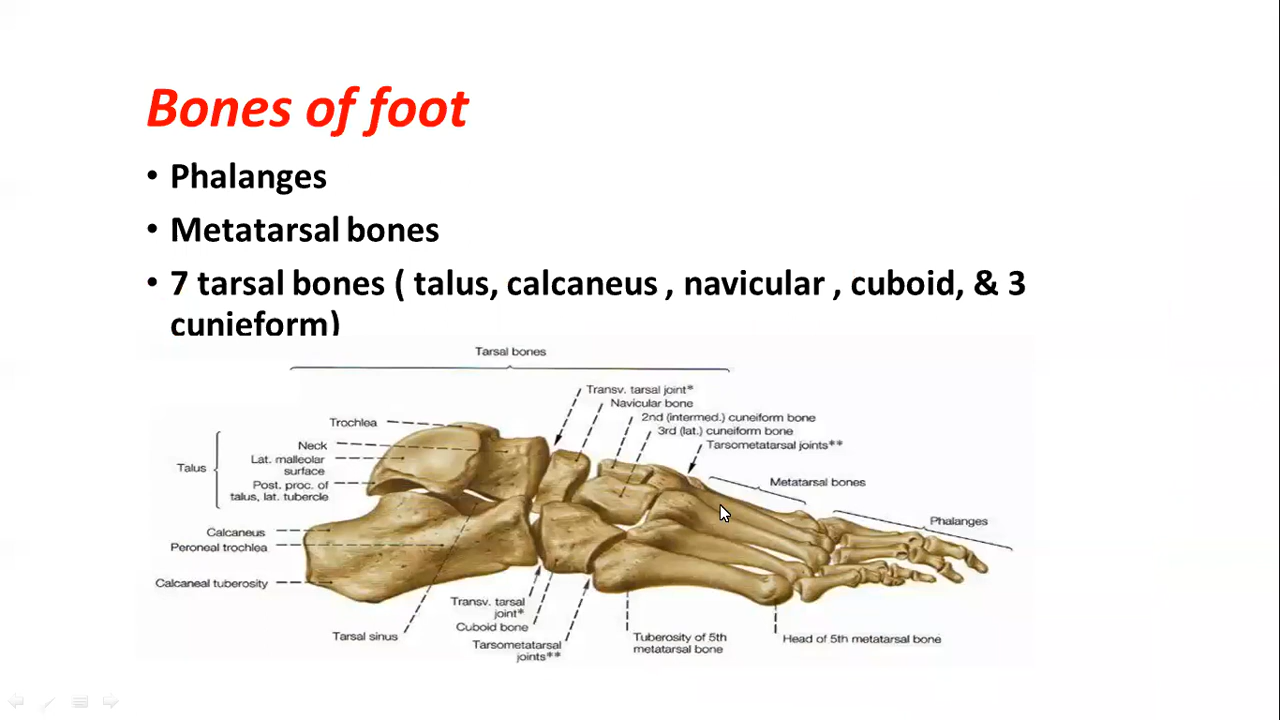 Bones of foot
• Phalanges
• Metatarsal bones
• 7 tarsal bones ( talus, calcaneus , navicular , cuboid, & 3
cunieform)
Tarsal bones
Transv. tarsal joint*
Navicular bone
2nd (intermed.) cuneiform bone
3rd (lat.) cuneiform bone
Tarsometatarsal joints**
Trochlea
Neck
Lat. malleolar
surface
Talus
Post. proc. of
talus, lat. tubercle
Metatarsal bones
Phalanges
Calcaneus
Peroneal trochlea
Calcaneal tuberosity
Transv. tarsal
joint*
Cuboid bone
Tarsal sinus
Tarsometatarsal
joints**
Tuberosity of 5th
metatarsal bone
Head of 5th metatarsal bone